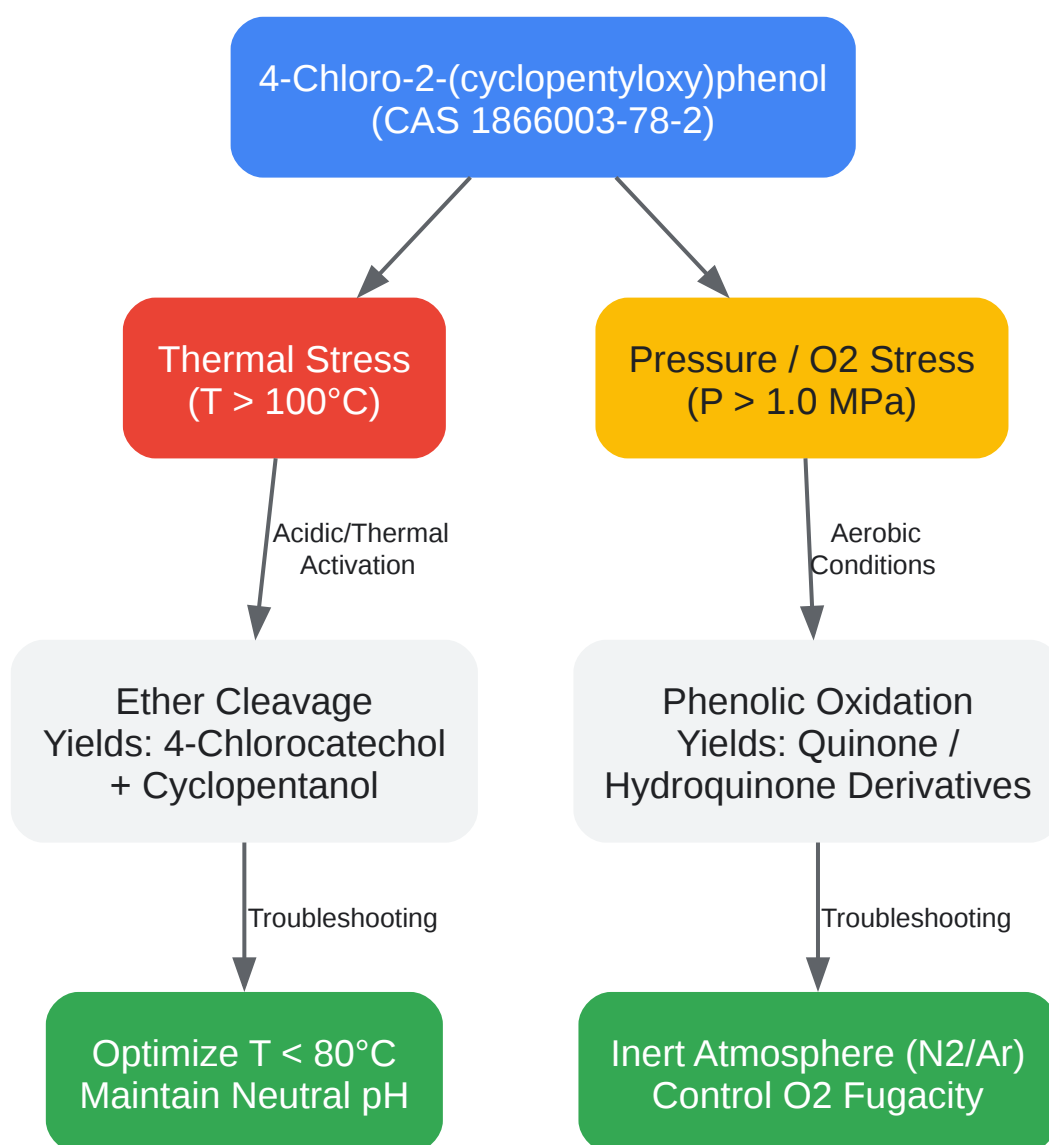 4-Chloro-2-(cyclopentyloxy)phenol
(CAS 1866003-78-2)
Thermal Stress
(T > 100°C)
Pressure / O2 Stress
(P > 1.0 MPa)
Acidic/Thermal
Activation
Aerobic
Conditions
Ether Cleavage
Yields: 4-Chlorocatechol
+ Cyclopentanol
Phenolic Oxidation
Yields: Quinone /
Hydroquinone Derivatives
Troubleshooting
Troubleshooting
Optimize T < 80°C
Maintain Neutral pH
Inert Atmosphere (N2/Ar)
Control O2 Fugacity